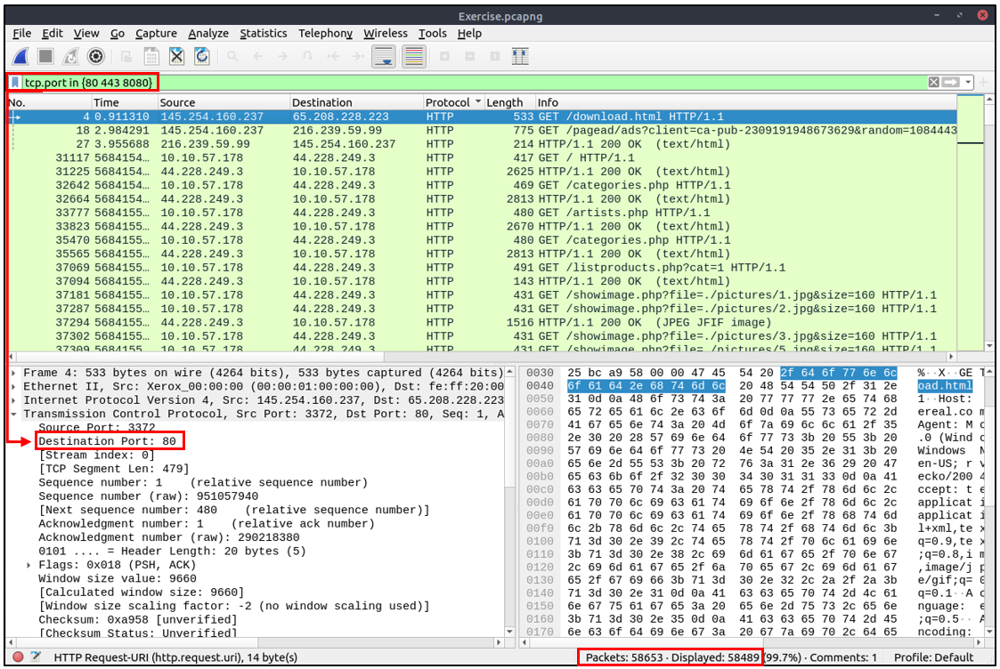 Exercise.pcapng
File Edit View Go Capture Analyze Statistics Telephony Wireless Tools Help
tcp.port in {80 443 8080}
No. Time Source Destination Protocol Length Info
4 0.911310 145.254.160.237 65.208.228.223 HTTP 533 GET /download.html HTTP/1.1
18 2.984291 145.254.160.237 216.239.59.99 HTTP 775 GET /pagead/ads?client=ca-pub-2309191948673629&random=1084443
27 3.955688 216.239.59.99 145.254.160.237 HTTP 214 HTTP/1.1 200 OK (text/html)
31117 5684154… 10.10.57.178 44.228.249.3 HTTP 417 GET / HTTP/1.1
31225 5684154… 44.228.249.3 10.10.57.178 HTTP 2625 HTTP/1.1 200 OK (text/html)
32642 5684154… 10.10.57.178 44.228.249.3 HTTP 469 GET /categories.php HTTP/1.1
32664 5684154… 44.228.249.3 10.10.57.178 HTTP 2813 HTTP/1.1 200 OK (text/html)
33777 5684155… 10.10.57.178 44.228.249.3 HTTP 480 GET /artists.php HTTP/1.1
33823 5684155… 44.228.249.3 10.10.57.178 HTTP 2670 HTTP/1.1 200 OK (text/html)
35470 5684155… 10.10.57.178 44.228.249.3 HTTP 480 GET /categories.php HTTP/1.1
35565 5684155… 44.228.249.3 10.10.57.178 HTTP 2813 HTTP/1.1 200 OK (text/html)
37069 5684155… 10.10.57.178 44.228.249.3 HTTP 491 GET /listproducts.php?cat=1 HTTP/1.1
37094 5684155… 44.228.249.3 10.10.57.178 HTTP 143 HTTP/1.1 200 OK (text/html)
37181 5684155… 10.10.57.178 44.228.249.3 HTTP 431 GET /showimage.php?file=./pictures/1.jpg&size=160 HTTP/1.1
37287 5684155… 10.10.57.178 44.228.249.3 HTTP 431 GET /showimage.php?file=./pictures/2.jpg&size=160 HTTP/1.1
37294 5684155… 44.228.249.3 10.10.57.178 HTTP 1516 HTTP/1.1 200 OK (JPEG JFIF image)
37302 5684155… 10.10.57.178 44.228.249.3 HTTP 431 GET /showimage.php?file=./pictures/3.jpg&size=160 HTTP/1.1
37309 5684155… 10.10.57.178 44.228.249.3 HTTP 431 GET /showimage.php?file=./pictures/5.jpg&size=160 HTTP/1.1
Frame 4: 533 bytes on wire (4264 bits), 533 bytes captured (4264 bits)
Ethernet II, Src: Xerox_00:00:00 (00:00:01:00:00:00), Dst: fe:ff:20:00
Internet Protocol Version 4, Src: 145.254.160.237, Dst: 65.208.228.223
Transmission Control Protocol, Src Port: 3372, Dst Port: 80, Seq: 1, A
Source Port: 3372
Destination Port: 80
[Stream index: 0]
[TCP Segment Len: 479]
Sequence number: 1 (relative sequence number)
Sequence number (raw): 951057940
[Next sequence number: 480 (relative sequence number)]
Acknowledgment number: 1 (relative ack number)
Acknowledgment number (raw): 290218380
0101 .... = Header Length: 20 bytes (5)
Flags: 0x018 (PSH, ACK)
Window size value: 9660
[Calculated window size: 9660]
[Window size scaling factor: -2 (no window scaling used)]
Checksum: 0xa958 [unverified]
[Checksum Status: Unverified]
0030 25 bc a9 58 00 00 47 45 54 20 2f 64 6f 77 6e 6c %··X··GE T
0040 6f 61 64 2e 68 74 6d 6c 20 48 54 54 50 2f 31 2e oad.html
0050 31 0d 0a 48 6f 73 74 3a 20 77 77 77 2e 65 74 68 1··Host:
0060 65 72 65 61 6c 2e 63 6f 6d 0d 0a 55 73 65 72 2d ereal.co m
0070 41 67 65 6e 74 3a 20 4d 6f 7a 69 6c 6c 61 2f 35 Agent: M o
0080 2e 30 20 28 57 69 6e 64 6f 77 73 3b 20 55 3b 20 .0 (Wind o
0090 57 69 6e 64 6f 77 73 20 4e 54 20 35 2e 31 3b 20 Windows N
00a0 65 6e 2d 55 53 3b 20 72 76 3a 31 2e 36 29 20 47 en-US; r v
00b0 65 63 6b 6f 2f 32 30 30 34 30 31 31 33 0d 0a 41 ecko/200 4
00c0 63 63 65 70 74 3a 20 74 65 78 74 2f 78 6d 6c 2c ccept: t e
00d0 61 70 70 6c 69 63 61 74 69 6f 6e 2f 78 6d 6c 2c applicat i
00e0 61 70 70 6c 69 63 61 74 69 6f 6e 2f 78 68 74 6d applicat i
00f0 6c 2b 78 6d 6c 2c 74 65 78 74 2f 68 74 6d 6c 3b l+xml,te x
0100 71 3d 30 2e 39 2c 74 65 78 74 2f 70 6c 61 69 6e q=0.9,te x
0110 3b 71 3d 30 2e 38 2c 69 6d 61 67 65 2f 70 6e 67 ;q=0.8,i m
0120 2c 69 6d 61 67 65 2f 6a 70 65 67 2c 69 6d 61 67 ,image/j p
0130 65 2f 67 69 66 3b 71 3d 30 2e 32 2c 2a 2f 2a 3b e/gif;q= 0
0140 71 3d 30 2e 31 0d 0a 41 63 63 65 70 74 2d 4c 61 q=0.1··A c
0150 6e 67 75 61 67 65 3a 20 65 6e 2d 75 73 2c 65 6e nguage: e
0160 3b 71 3d 30 2e 35 0d 0a 41 63 63 65 70 74 2d 45 ;q=0.5·· A
0170 6e 63 6f 64 69 6e 67 3a 20 67 7a 69 70 2c 64 65 ncoding:
HTTP Request-URI (http.request.uri), 14 byte(s)
Packets: 58653 · Displayed: 58489 (99.7%) · Comments: 1
Profile: Default